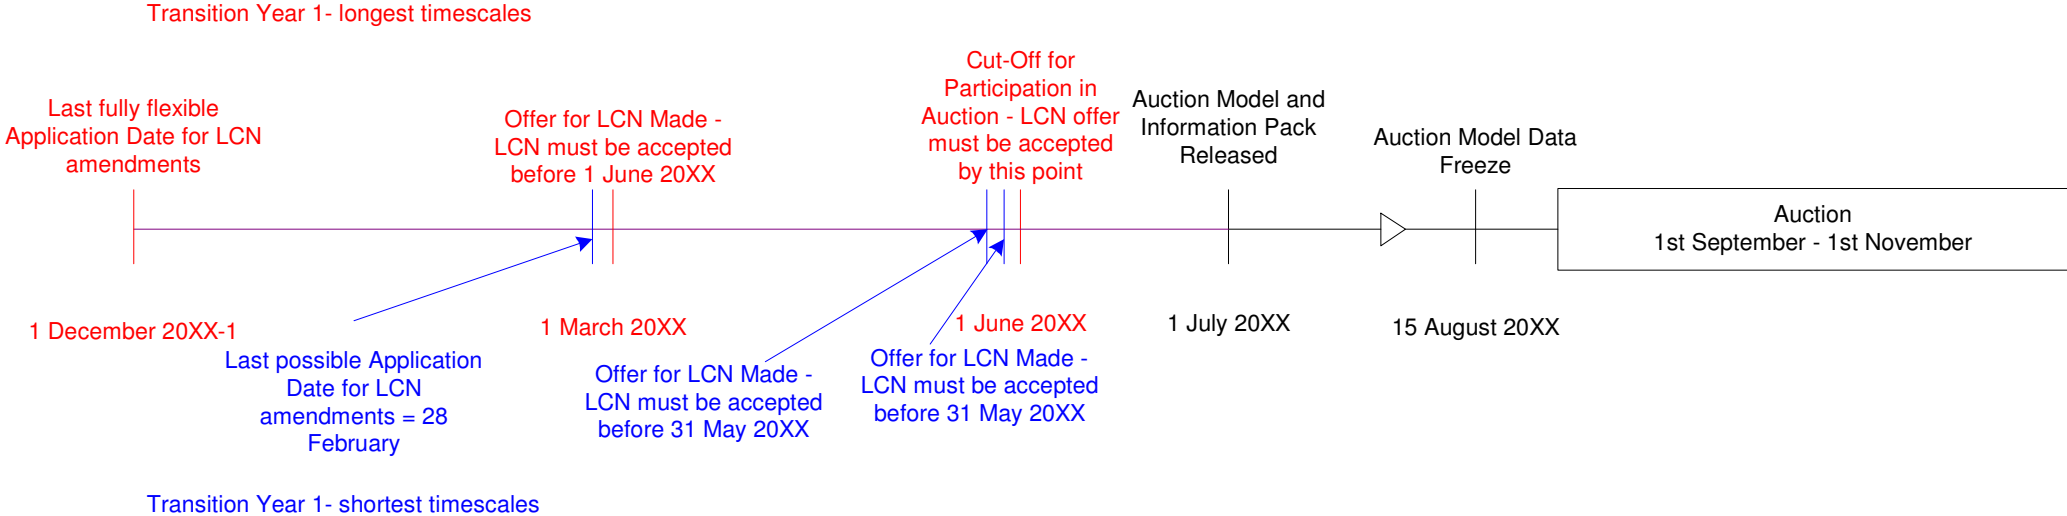 Transition Year 1- longest timescales
Last fully flexible
Application Date for LCN
amendments
Offer for LCN Made -
LCN must be accepted
before 1 June 20XX
Cut-Off for
Participation in
Auction - LCN offer
must be accepted
by this point
Auction Model and
Information Pack
Released
Auction Model Data
Freeze
Auction
1st September - 1st November
1 December 20XX-1
1 March 20XX
1 June 20XX
1 July 20XX
15 August 20XX
Last possible Application
Date for LCN
amendments = 28
February
Offer for LCN Made -
LCN must be accepted
before 31 May 20XX
Offer for LCN Made -
LCN must be accepted
before 31 May 20XX
Transition Year 1- shortest timescales